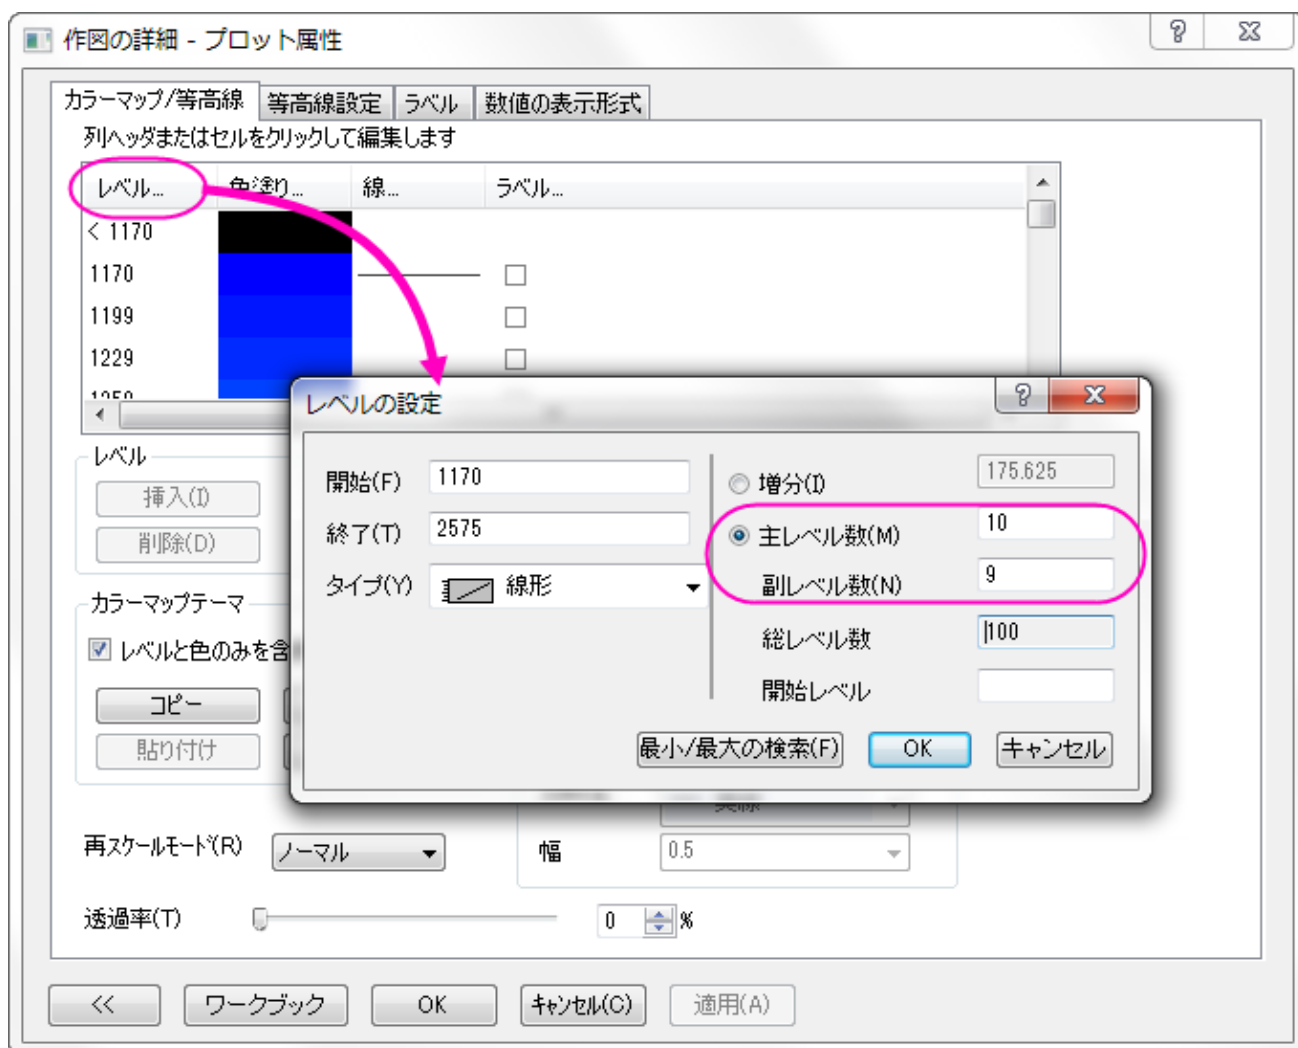 作図の詳細 - プロット属性
カラーマップ/等高線 等高線設定 ラベル 数値の表示形式
列ヘッダまたはセルをクリックして編集します
レベル... 色塗り... 線... ラベル...
< 1170
1170
1199
1229
レベルの設定
レベル
挿入(I)
削除(D)
開始(F) 1170
終了(T) 2575
タイプ(Y) 線形
増分(I) 175.625
主レベル数(M) 10
副レベル数(N) 9
総レベル数 100
開始レベル
最小/最大の検索(F) OK キャンセル
カラーマップテーマ
レベルと色のみを含
コピー
貼り付け
再スケールモード(R) ノーマル
幅 0.5
透過率(T) 0 %
<< ワークブック OK キャンセル(C) 適用(A)